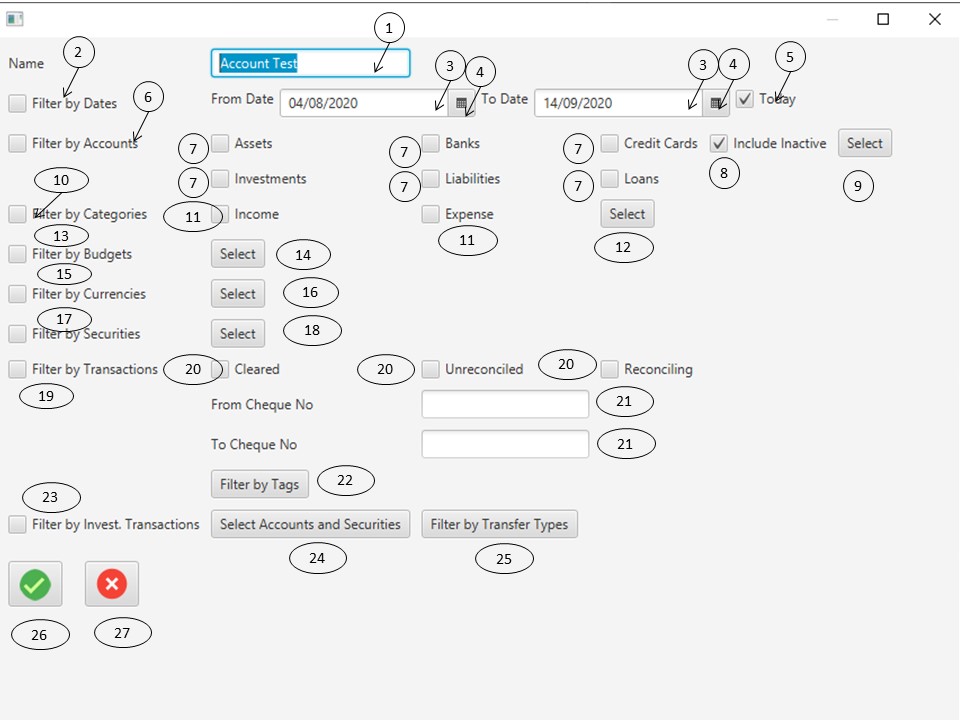 1
2
Name Account Test
3 4 3 4 5
Filter by Dates From Date 04/08/2020 To Date 14/09/2020 Today
6
Filter by Accounts 7 Assets 7 Banks 7 Credit Cards Include Inactive Select
7 Investments 7 Liabilities 7 Loans 8 9
10
Filter by Categories 11 Income Expense Select
13 11 12
Filter by Budgets Select 14
15
Filter by Currencies Select 16
17
Filter by Securities Select 18
Filter by Transactions 20 Cleared 20 Unreconciled 20 Reconciling
19
From Cheque No 21
To Cheque No 21
Filter by Tags 22
23
Filter by Invest. Transactions Select Accounts and Securities Filter by Transfer Types
24 25
26 27